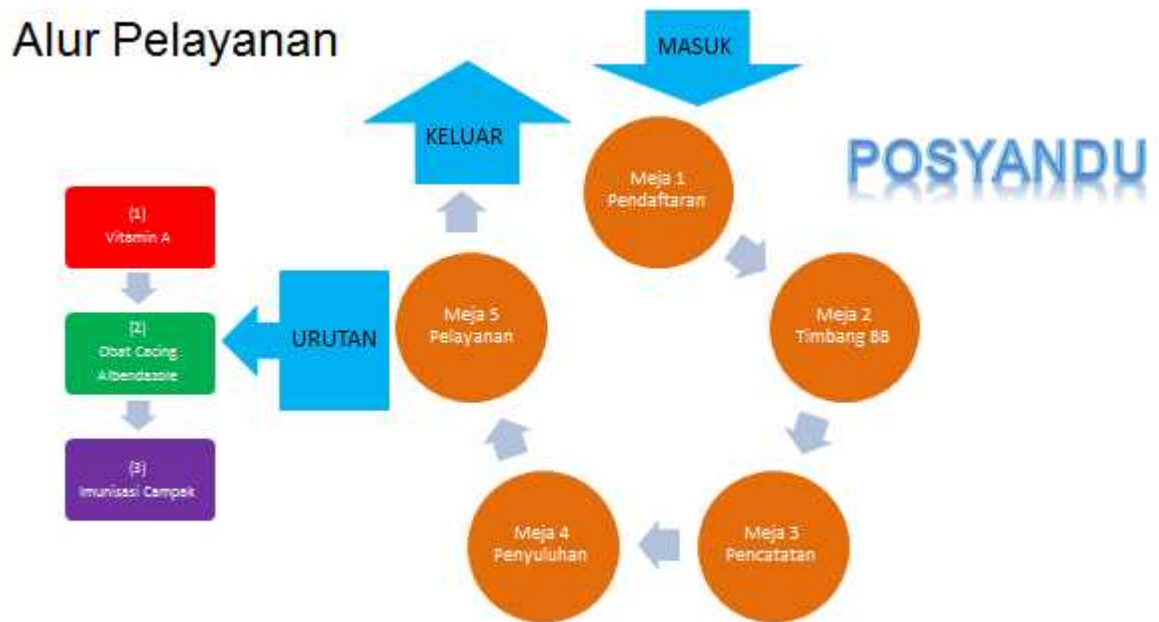 Alur Pelayanan
MASUK
KELUAR
POSYANDU
Meja 1
Pendaftaran
Meja 2
Timbang BB
Meja 3
Pencatatan
Meja 4
Penyuluhan
Meja 5
Pelayanan
URUTAN
(1)
Vitamin A
(2)
Obat Cacing
Albendazole
(3)
Imunisasi Campak